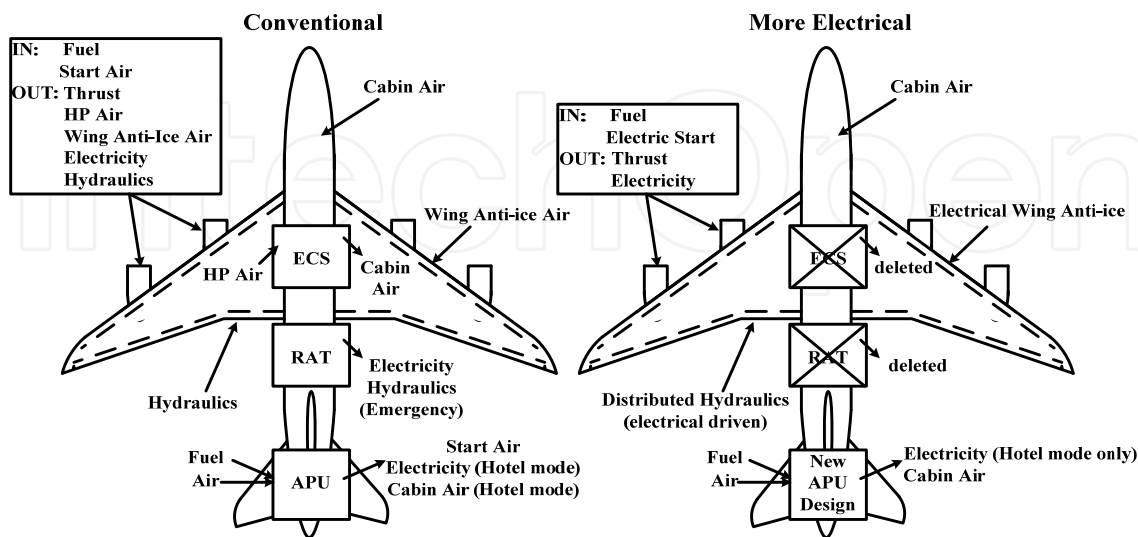 Conventional
IN: Fuel
Start Air
OUT: Thrust
HP Air
Wing Anti-Ice Air
Electricity
Hydraulics
Cabin Air
Wing Anti-ice Air
HP Air
ECS
Cabin
Air
RAT
Electricity
Hydraulics
(Emergency)
Hydraulics
Fuel
Air
APU
Start Air
Electricity (Hotel mode)
Cabin Air (Hotel mode)
More Electrical
IN: Fuel
Electric Start
OUT: Thrust
Electricity
Cabin Air
Electrical Wing Anti-ice
ECS
deleted
RAT
deleted
Distributed Hydraulics
(electrical driven)
Fuel
Air
New
APU
Design
Electricity (Hotel mode only)
Cabin Air
IntechOpen